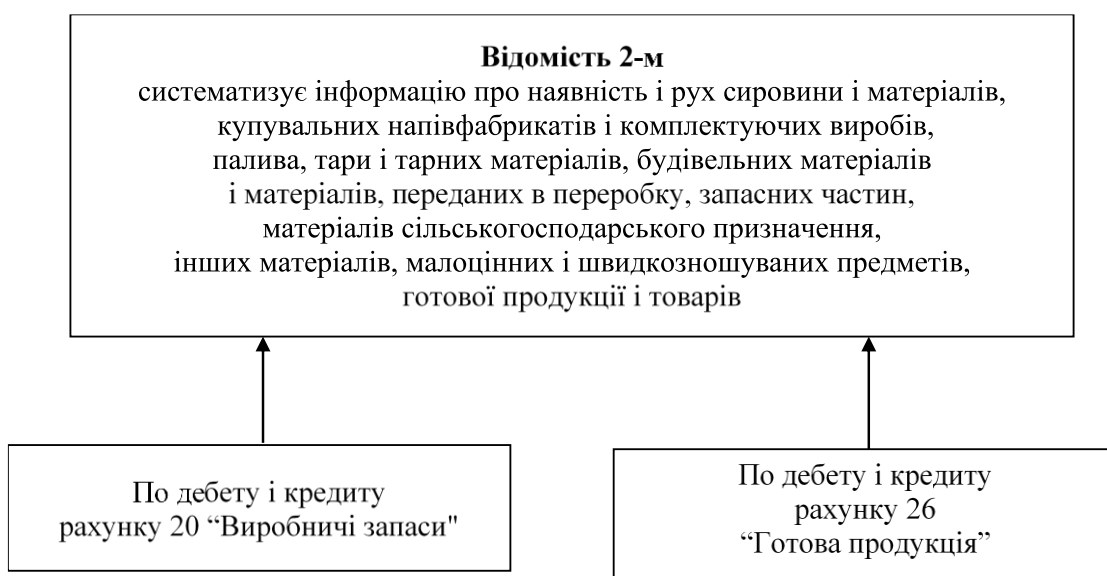 Відомість 2-м
систематизує інформацію про наявність і рух сировини і матеріалів,
купувальних напівфабрикатів і комплектуючих виробів,
палива, тари і тарних матеріалів, будівельних матеріалів
і матеріалів, переданих в переробку, запасних частин,
матеріалів сільськогосподарського призначення,
інших матеріалів, малоцінних і швидкозношуваних предметів,
готової продукції і товарів
По дебету і кредиту
рахунку 20 “Виробничі запаси"
По дебету і кредиту
рахунку 26
“Готова продукція”